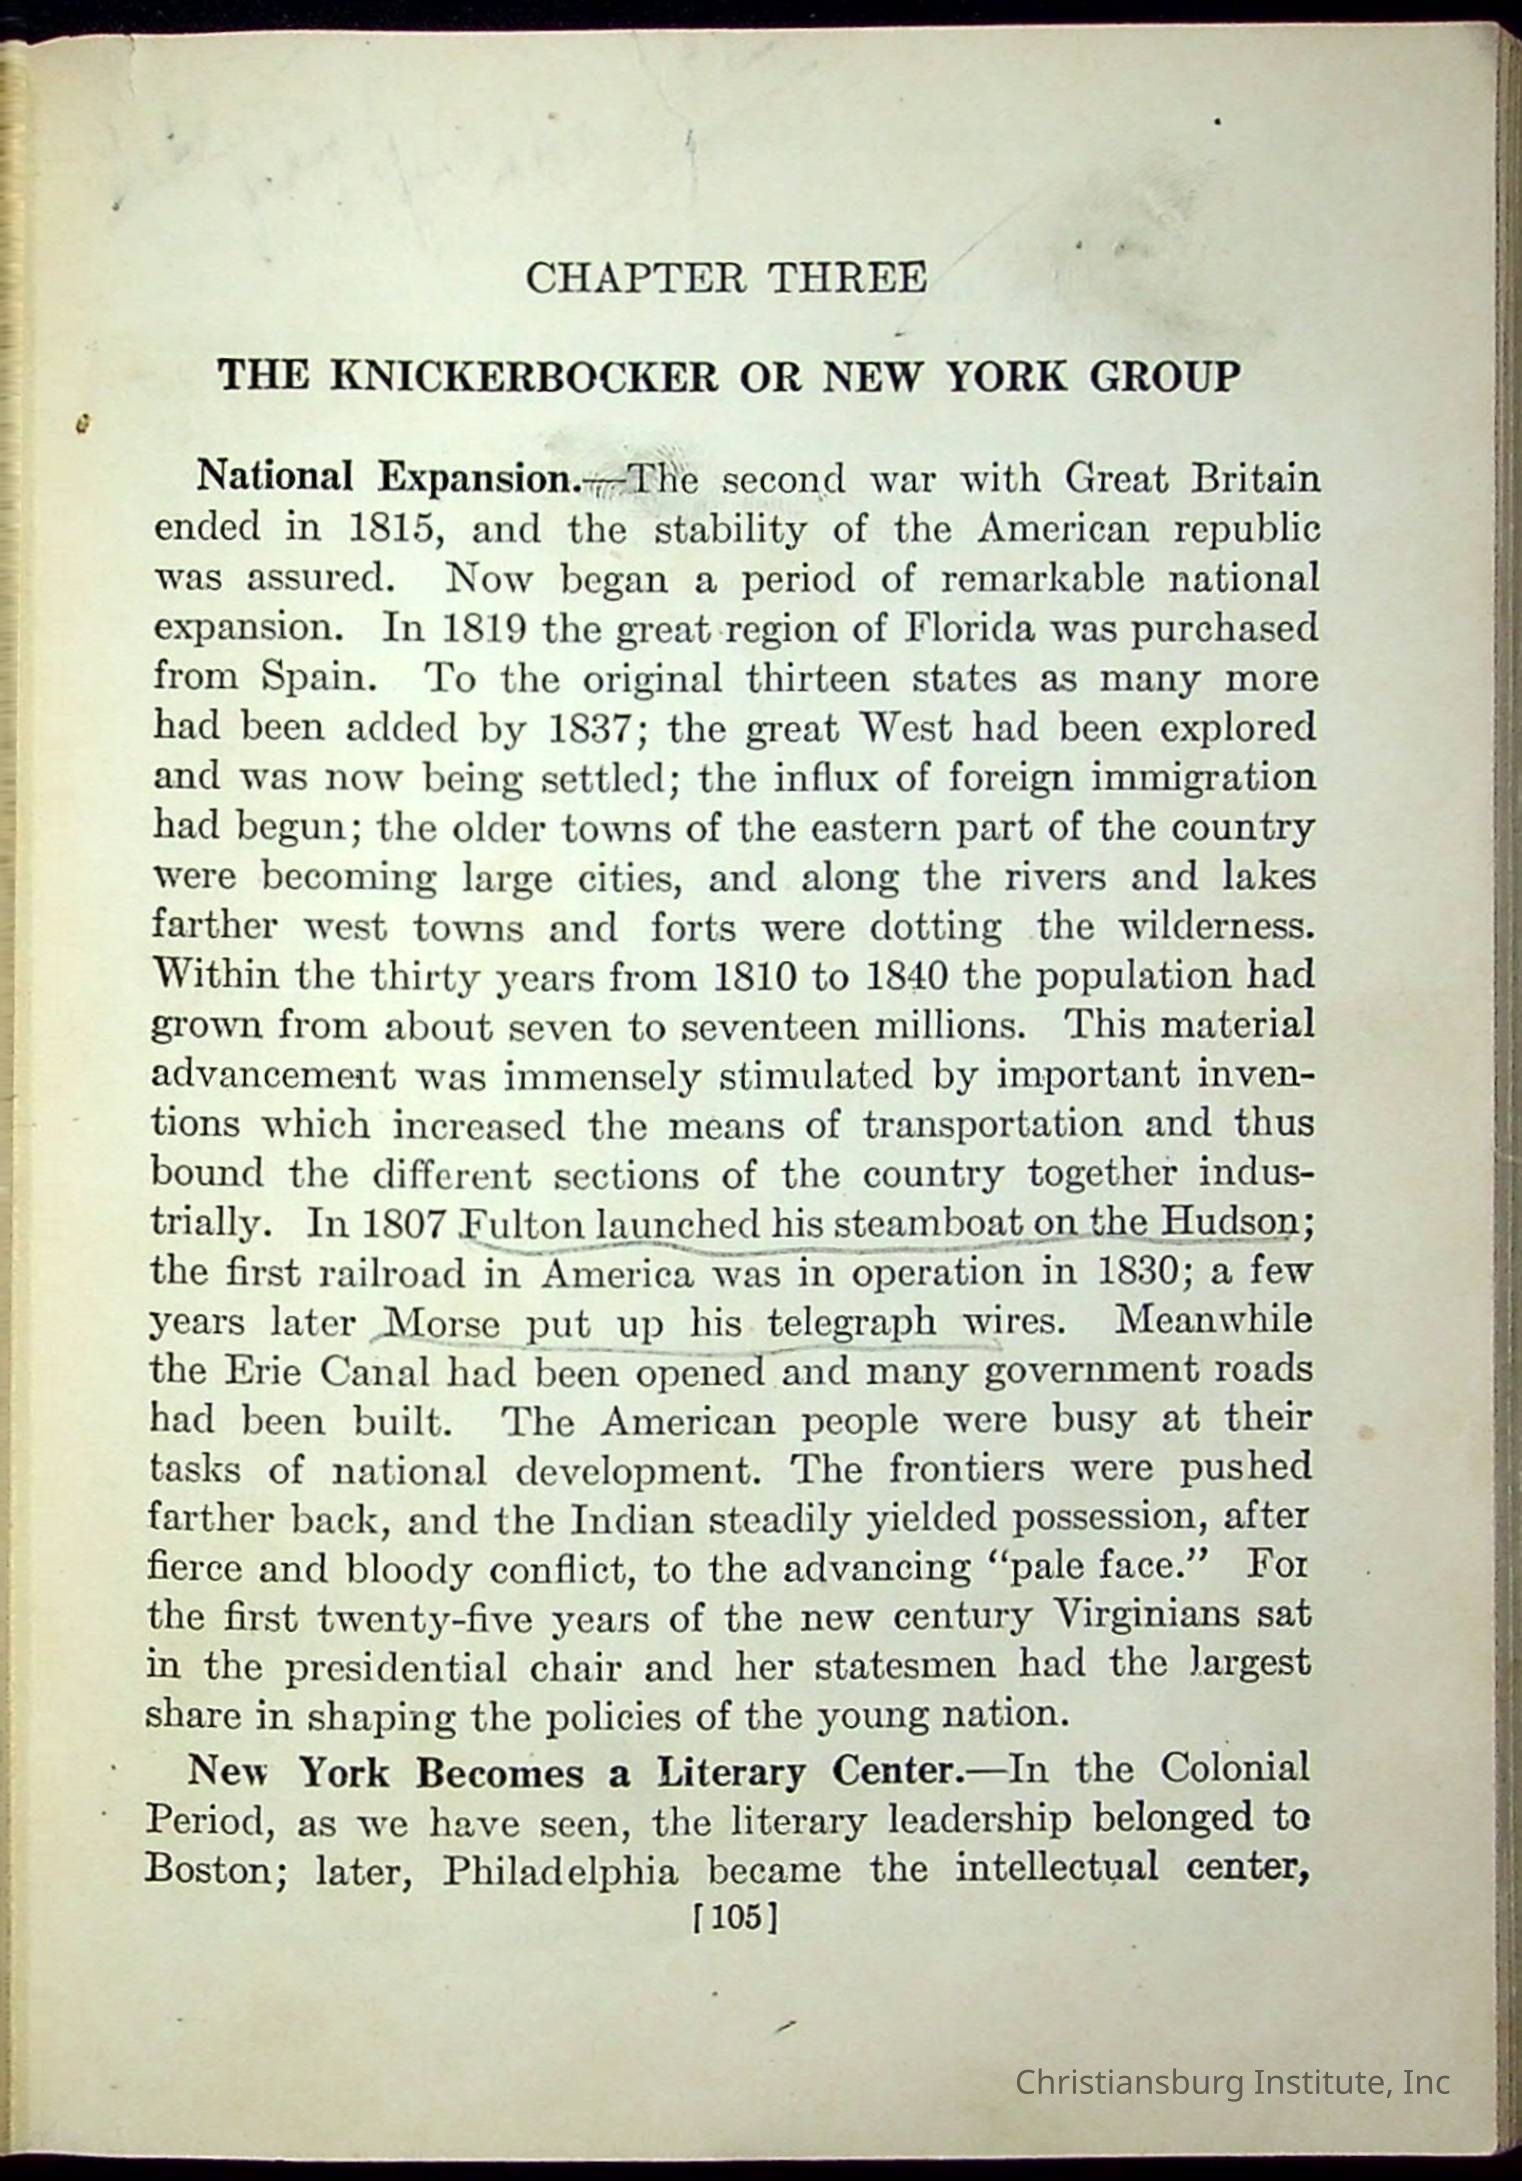 CHAPTER THREE
THE KNICKERBOCKER OR NEW YORK GROUP
National Expansion.—The second war with Great Britain
ended in 1815, and the stability of the American republic
was assured. Now began a period of remarkable national
expansion. In 1819 the great region of Florida was purchased
from Spain. To the original thirteen states as many more
had been added by 1837; the great West had been explored
and was now being settled; the influx of foreign immigration
had begun; the older towns of the eastern part of the country
were becoming large cities, and along the rivers and lakes
farther west towns and forts were dotting the wilderness.
Within the thirty years from 1810 to 1840 the population had
grown from about seven to seventeen millions. This material
advancement was immensely stimulated by important inven-
tions which increased the means of transportation and thus
bound the different sections of the country together indus-
trially. In 1807 Fulton launched his steamboat on the Hudson;
the first railroad in America was in operation in 1830; a few
years later Morse put up his telegraph wires. Meanwhile
the Erie Canal had been opened and many government roads
had been built. The American people were busy at their
tasks of national development. The frontiers were pushed
farther back, and the Indian steadily yielded possession, after
fierce and bloody conflict, to the advancing “pale face.” For
the first twenty-five years of the new century Virginians sat
in the presidential chair and her statesmen had the largest
share in shaping the policies of the young nation.
New York Becomes a Literary Center.—In the Colonial
Period, as we have seen, the literary leadership belonged to
Boston; later, Philadelphia became the intellectual center,
[105]
Christiansburg Institute, Inc